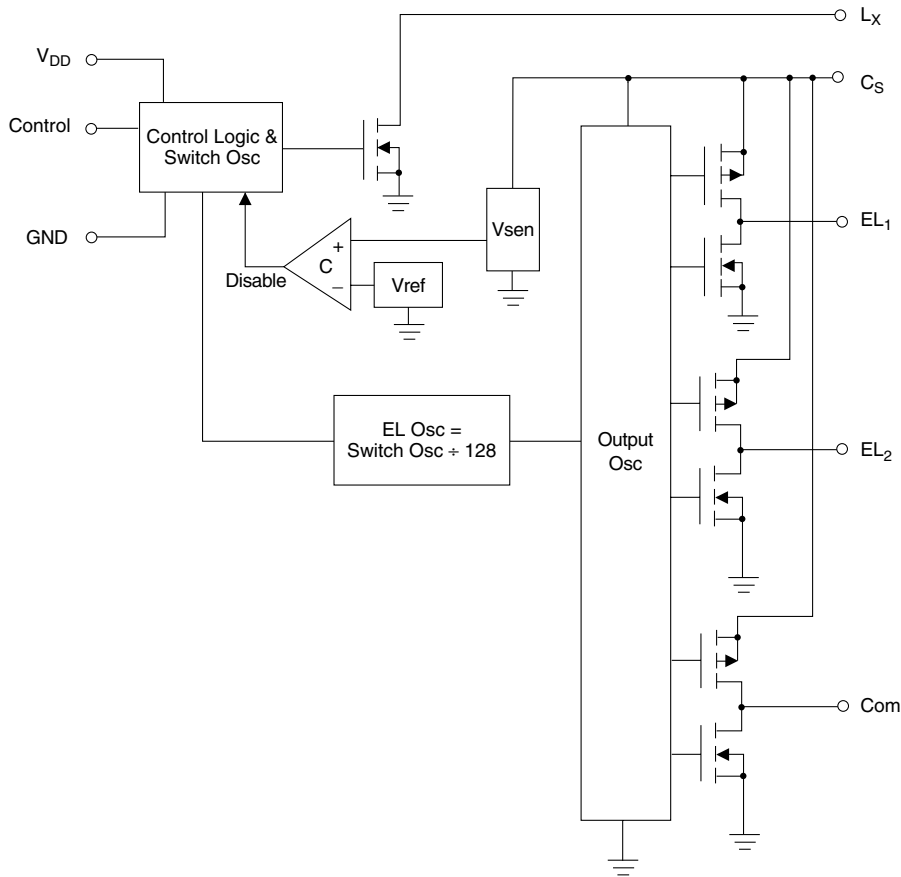 L_X
V_DD
C_S
Control
Control Logic &
Switch Osc
EL_1
GND
Vsen
+
C
–
Disable
Vref
EL Osc =
Switch Osc ÷ 128
Output
Osc
EL_2
Com